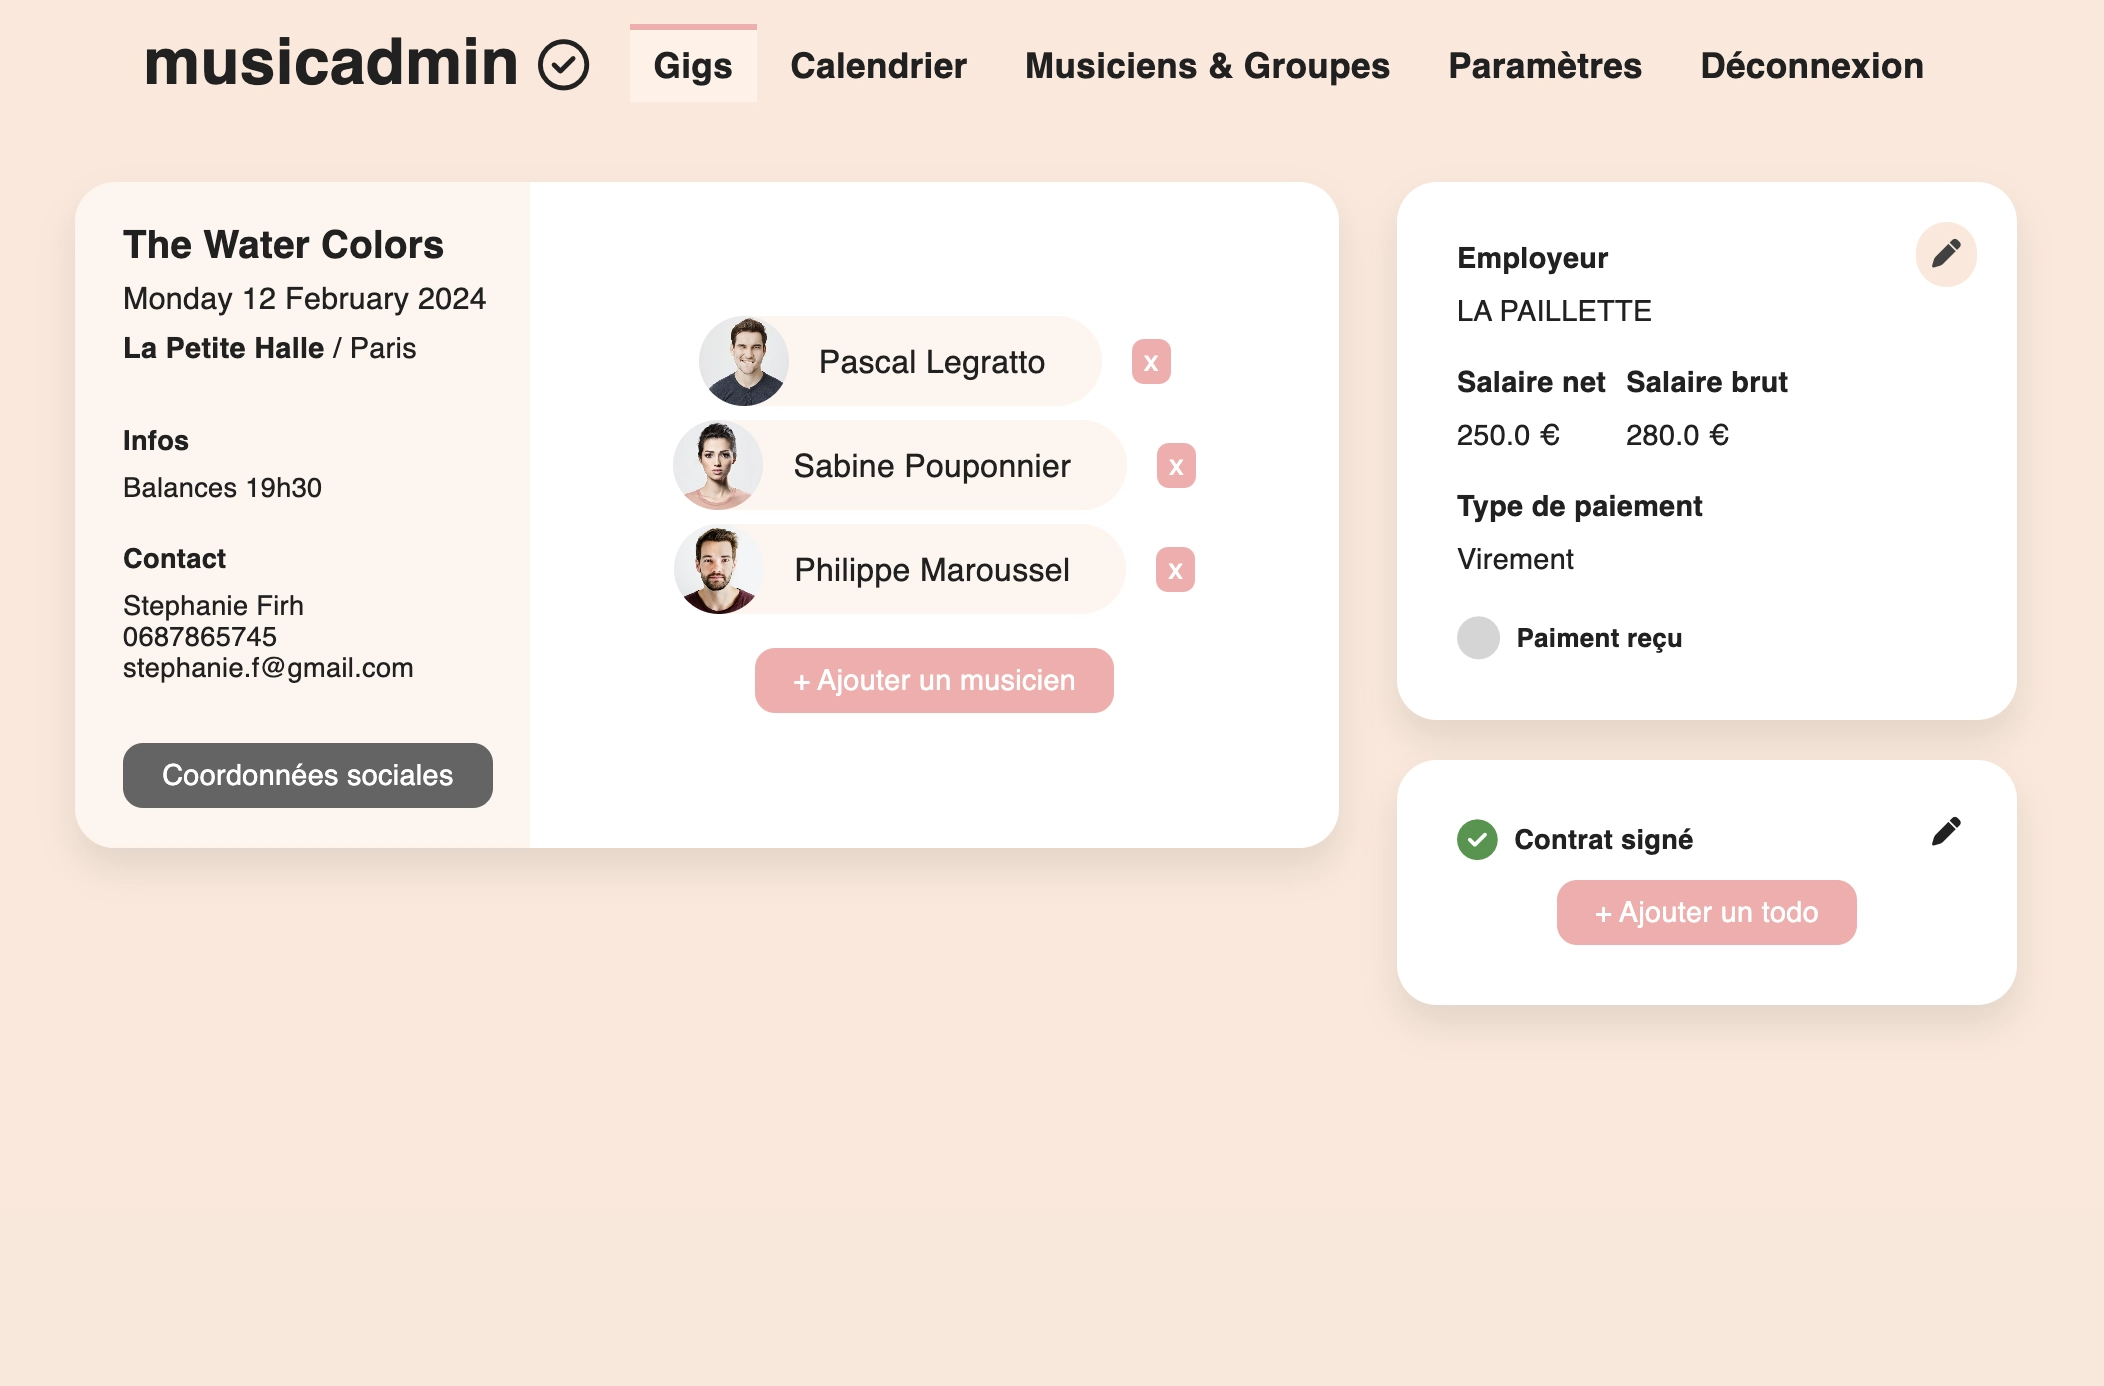 musicadmin
Gigs
Calendrier
Musiciens & Groupes
Paramètres
Déconnexion
The Water Colors
Monday 12 February 2024
La Petite Halle / Paris
Infos
Balances 19h30
Contact
Stephanie Firh
0687865745
stephanie.f@gmail.com
Coordonnées sociales
Pascal Legratto
x
Sabine Pouponnier
x
Philippe Maroussel
x
+ Ajouter un musicien
Employeur
LA PAILLETTE
Salaire net Salaire brut
250.0 € 280.0 €
Type de paiement
Virement
Paiment reçu
Contrat signé
+ Ajouter un todo